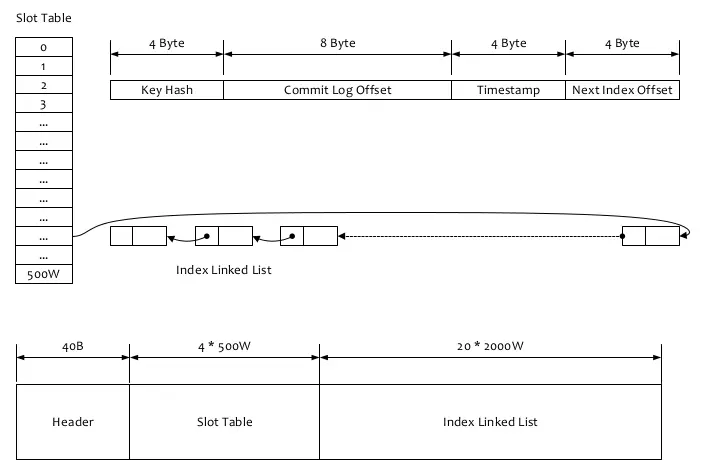 Slot Table
0
1
2
3
...
...
...
...
...
...
...
...
500W
4 Byte 8 Byte 4 Byte 4 Byte
Key Hash Commit Log Offset Timestamp Next Index Offset
Index Linked List
40B 4 * 500W 20 * 2000W
Header Slot Table Index Linked List